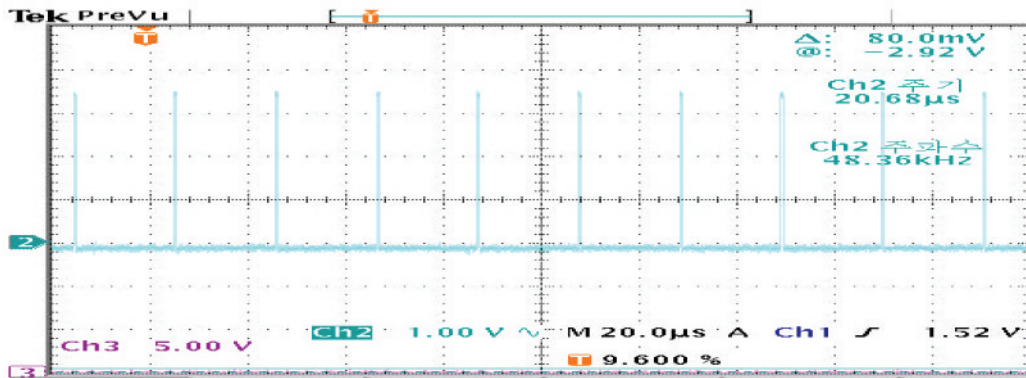 Tek PreVu
T
T
Δ: 80.0mV
@: −2.92 V
Ch2 주기
20.68µs
Ch2 주파수
48.36kHz
2
Ch2 1.00 V ∿ M 20.0µs A Ch1 ʃ 1.52 V
Ch3 5.00 V
T 9.600 %
3